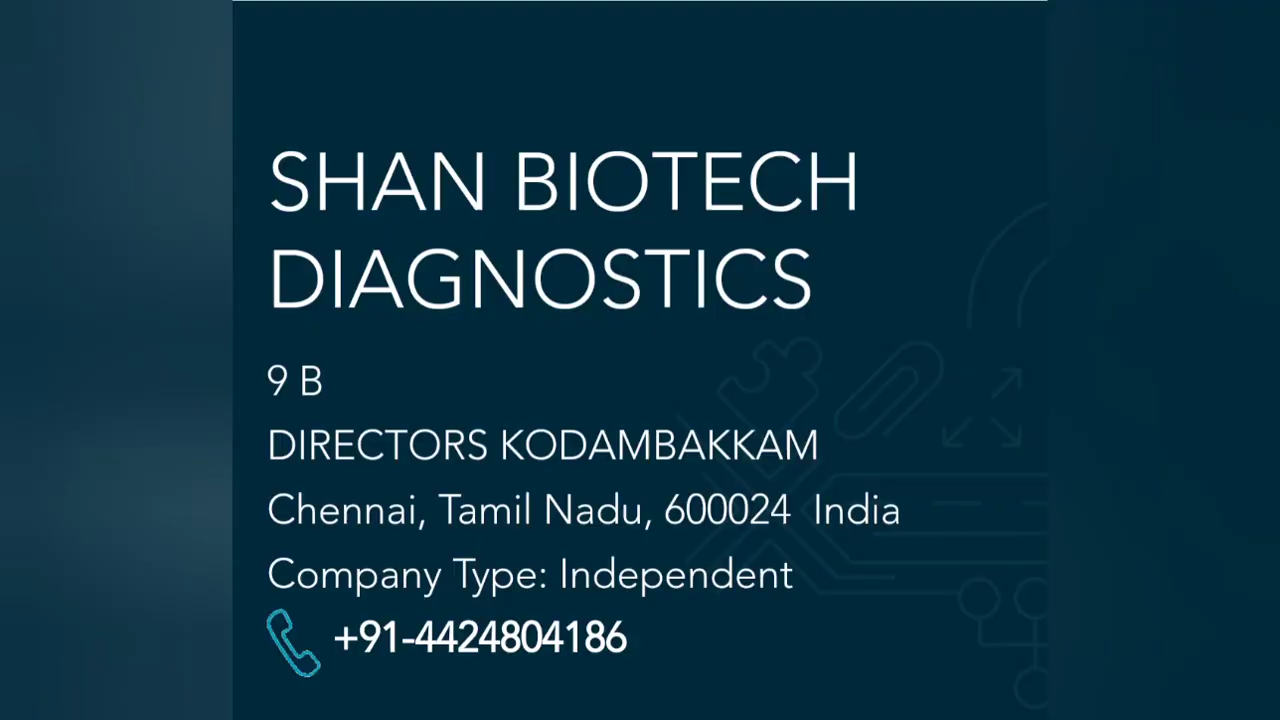 SHAN BIOTECH
DIAGNOSTICS
9 B
DIRECTORS KODAMBAKKAM
Chennai, Tamil Nadu, 600024 India
Company Type: Independent
+91-4424804186